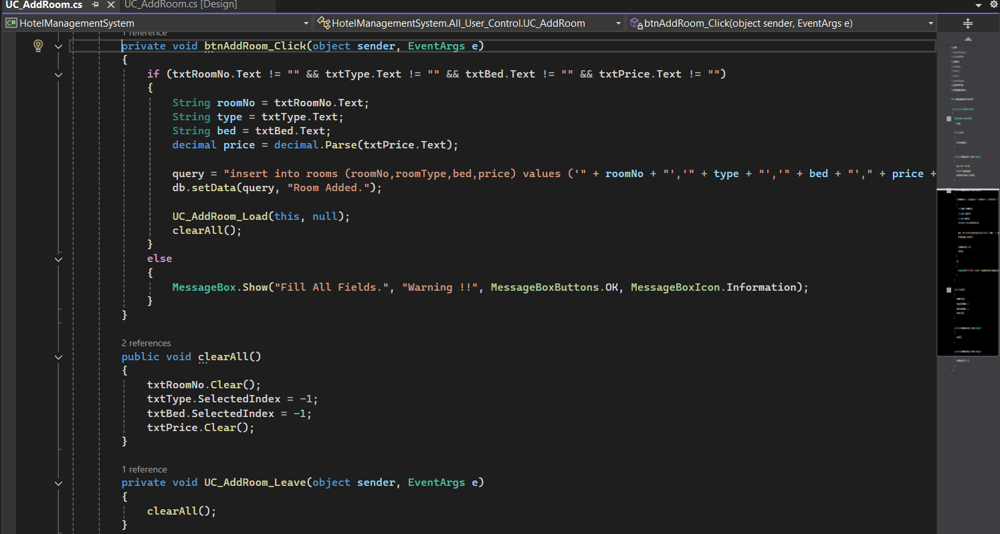 UC_AddRoom.cs UC_AddRoom.cs [Design]
C# HotelManagementSystem HotelManagementSystem.All_User_Control.UC_AddRoom btnAddRoom_Click(object sender, EventArgs e)
1 reference
private void btnAddRoom_Click(object sender, EventArgs e)
{
if (txtRoomNo.Text != "" && txtType.Text != "" && txtBed.Text != "" && txtPrice.Text != "")
{
String roomNo = txtRoomNo.Text;
String type = txtType.Text;
String bed = txtBed.Text;
decimal price = decimal.Parse(txtPrice.Text);
query = "insert into rooms (roomNo,roomType,bed,price) values ('" + roomNo + "','" + type + "','" + bed + "'," + price +
db.setData(query, "Room Added.");
UC_AddRoom_Load(this, null);
clearAll();
}
else
{
MessageBox.Show("Fill All Fields.", "Warning !!", MessageBoxButtons.OK, MessageBoxIcon.Information);
}
}
2 references
public void clearAll()
{
txtRoomNo.Clear();
txtType.SelectedIndex = -1;
txtBed.SelectedIndex = -1;
txtPrice.Clear();
}
1 reference
private void UC_AddRoom_Leave(object sender, EventArgs e)
{
clearAll();
}